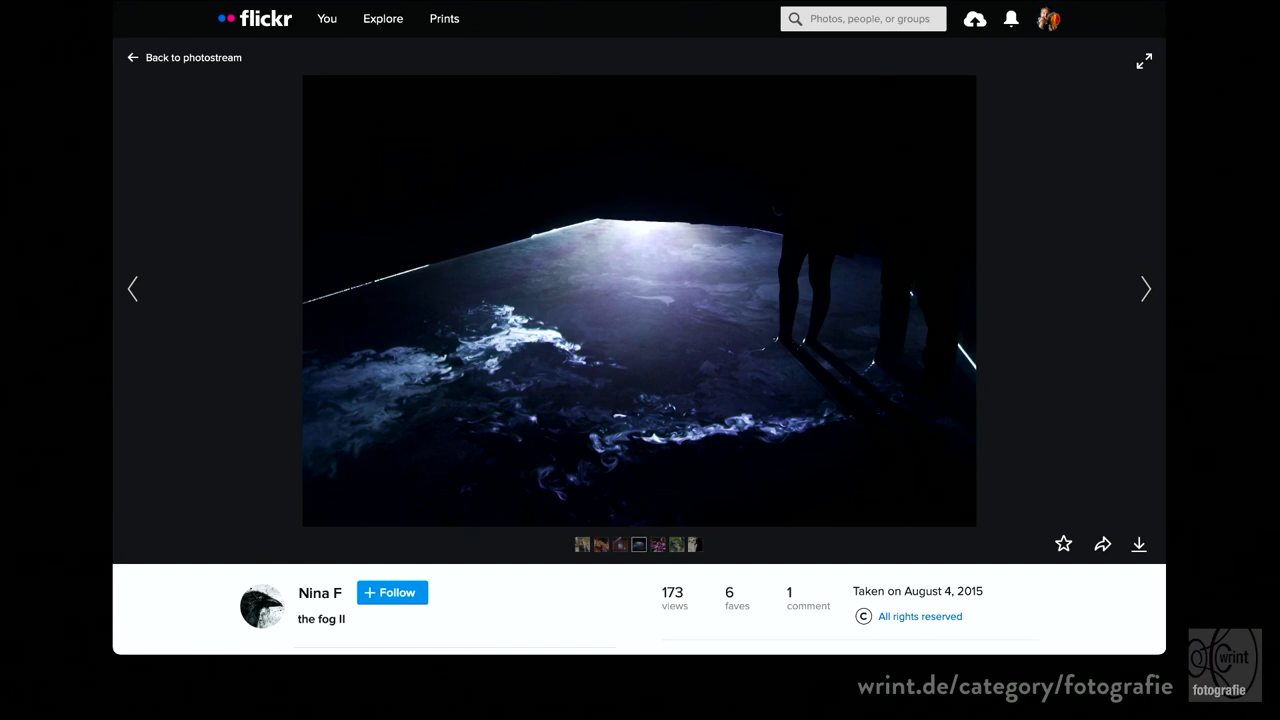 flickr You Explore Prints Photos, people, or groups
Back to photostream
Nina F + Follow
the fog II
173 views
6 faves
1 comment
Taken on August 4, 2015
All rights reserved
wrint
fotografie
wrint.de/category/fotografie